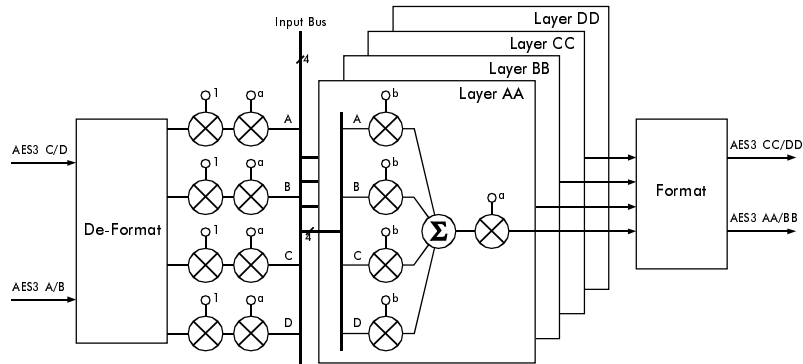 Input Bus
Layer DD
Layer CC
Layer BB
Layer AA
4
1 a A
b
A
AES3 C/D
AES3 CC/DD
1 a B
b
B
a
De-Format
Format
Σ
4
AES3 AA/BB
1 a C
b
C
AES3 A/B
1 a D
b
D